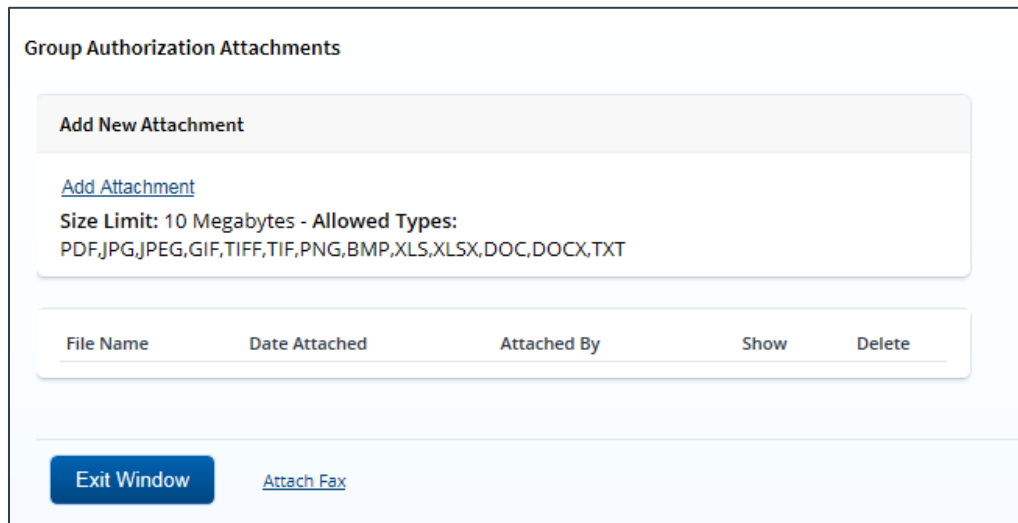 Group Authorization Attachments
Add New Attachment
Add Attachment
Size Limit: 10 Megabytes - Allowed Types:
PDF,JPG,JPEG,GIF,TIFF,TIF,PNG,BMP,XLS,XLSX,DOC,DOCX,TXT
File Name Date Attached Attached By Show Delete
Exit Window Attach Fax